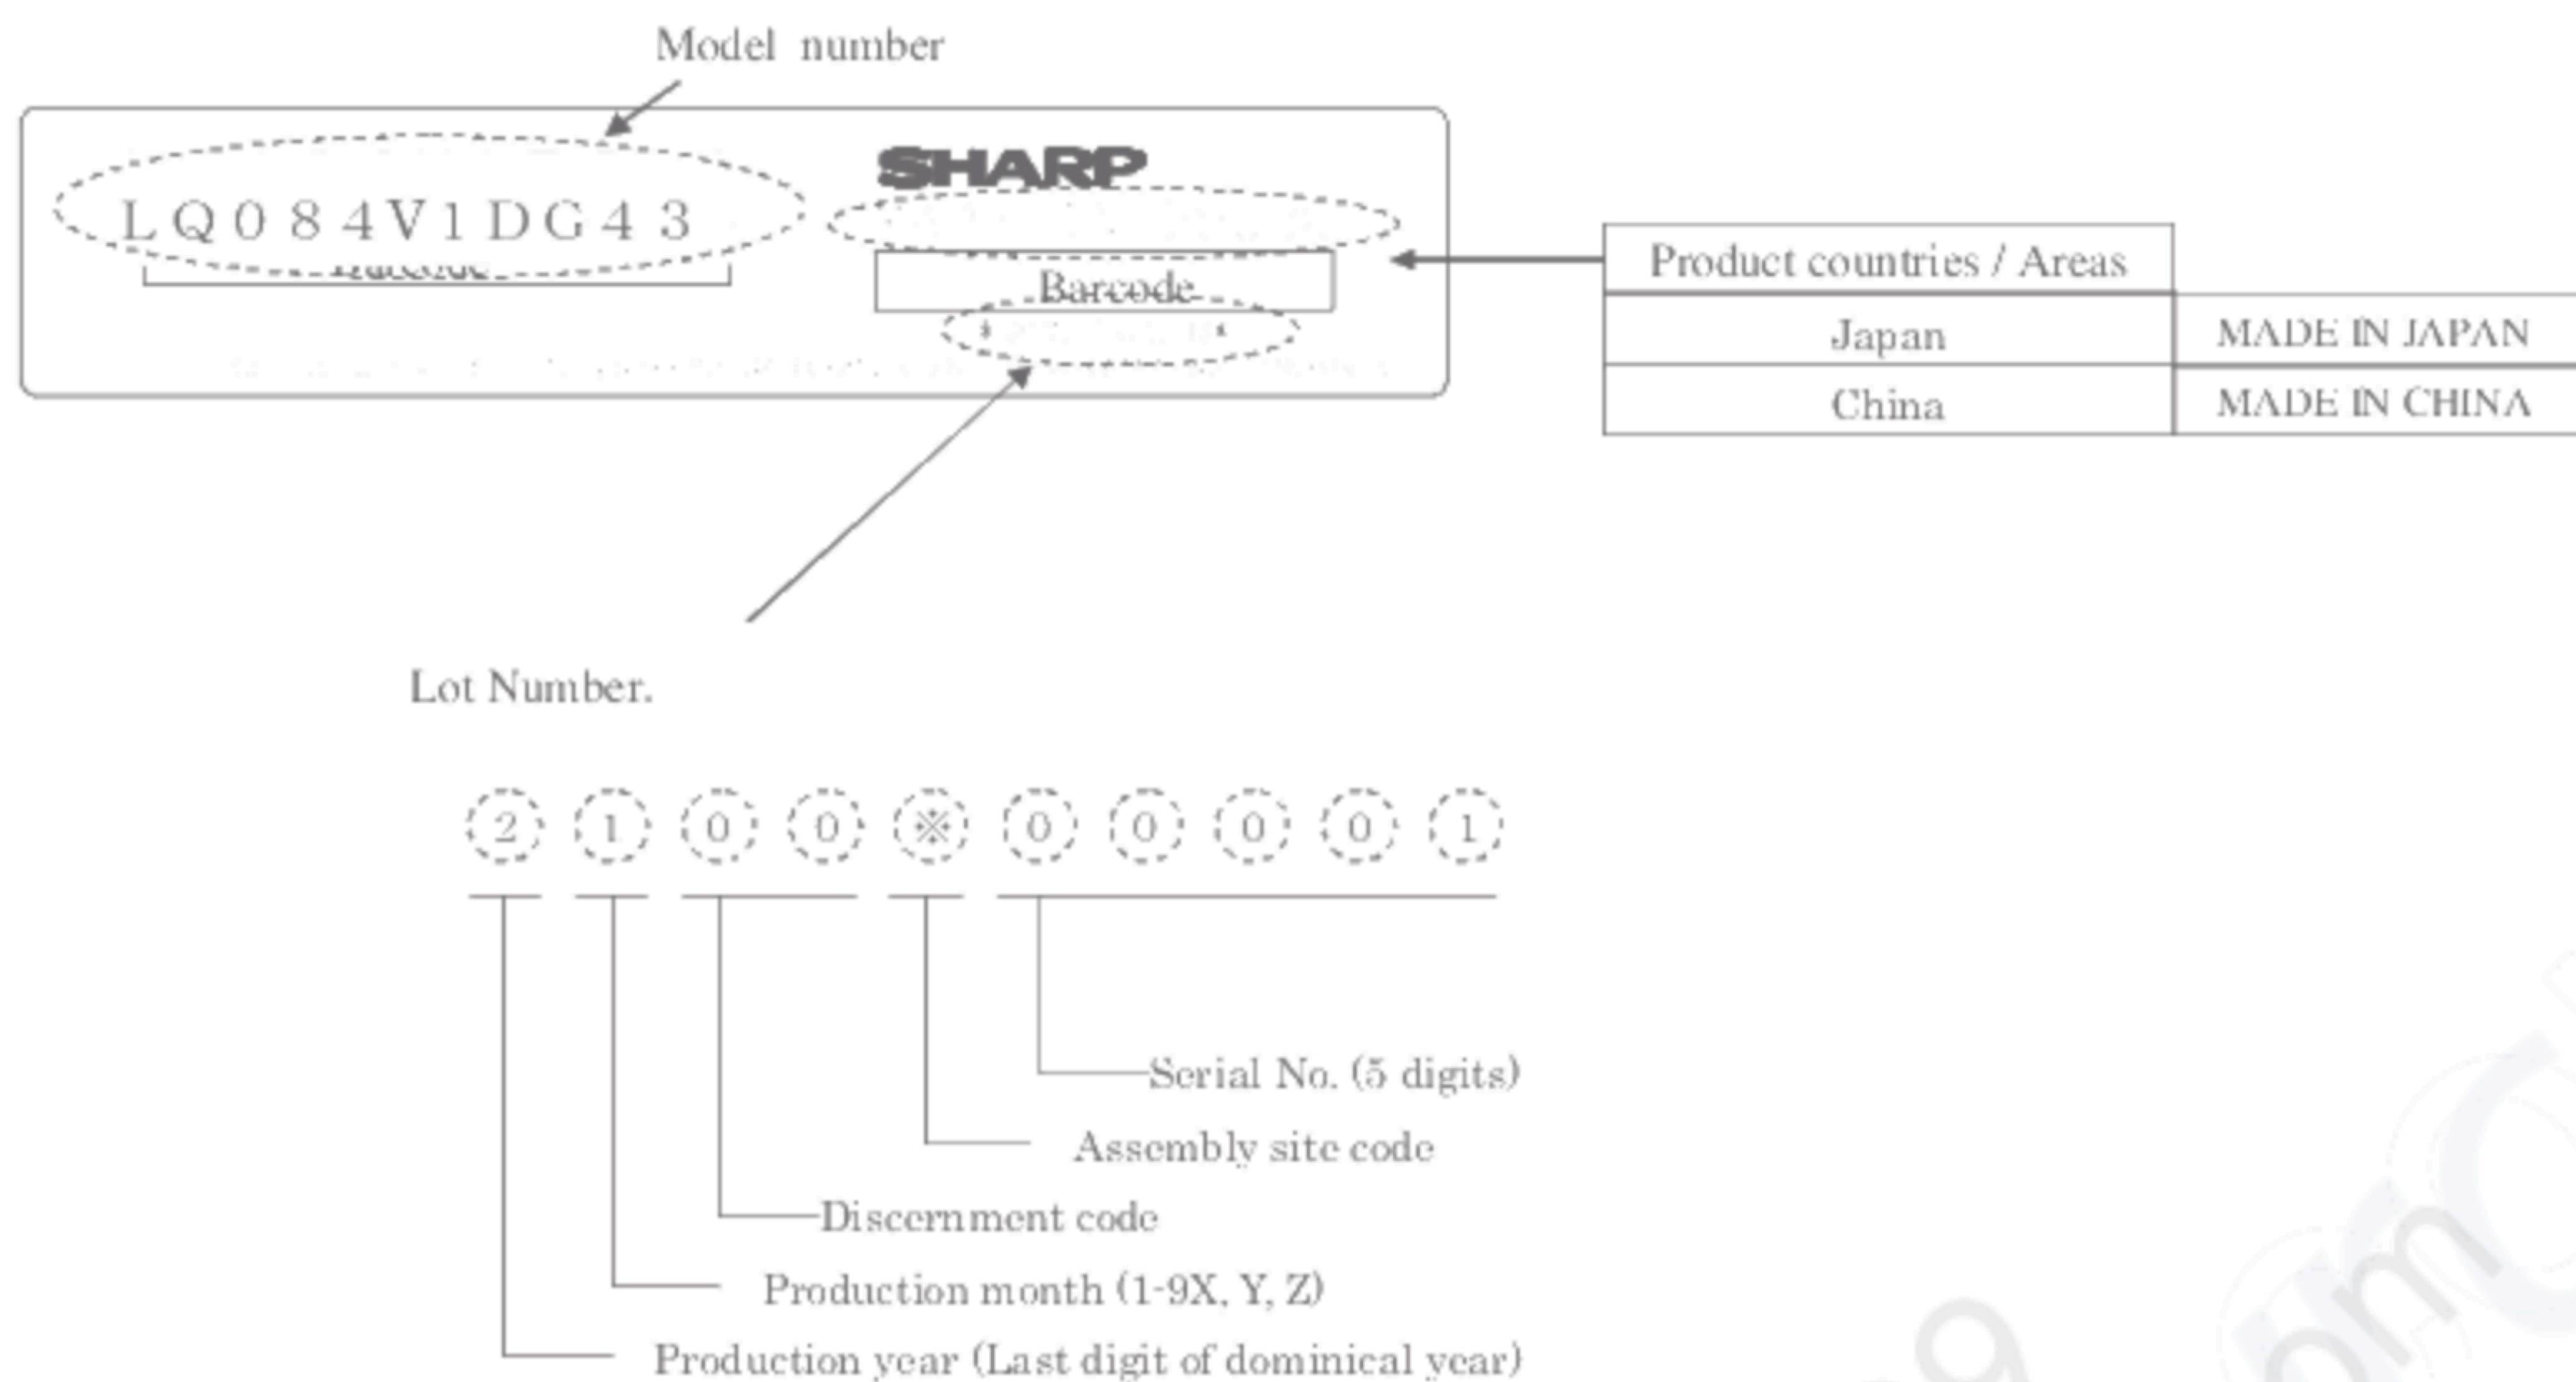 Model number
SHARP
LQ084V1DG43
Barcode
Product countries / Areas
Japan MADE IN JAPAN
China MADE IN CHINA
Lot Number.
2 1 0 0 ※ 0 0 0 0 1
Serial No. (5 digits)
Assembly site code
Discernment code
Production month (1-9X, Y, Z)
Production year (Last digit of dominical year)